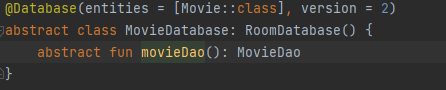 @Database(entities = [Movie::class], version = 2)
abstract class MovieDatabase: RoomDatabase() {
    abstract fun movieDao(): MovieDao
}